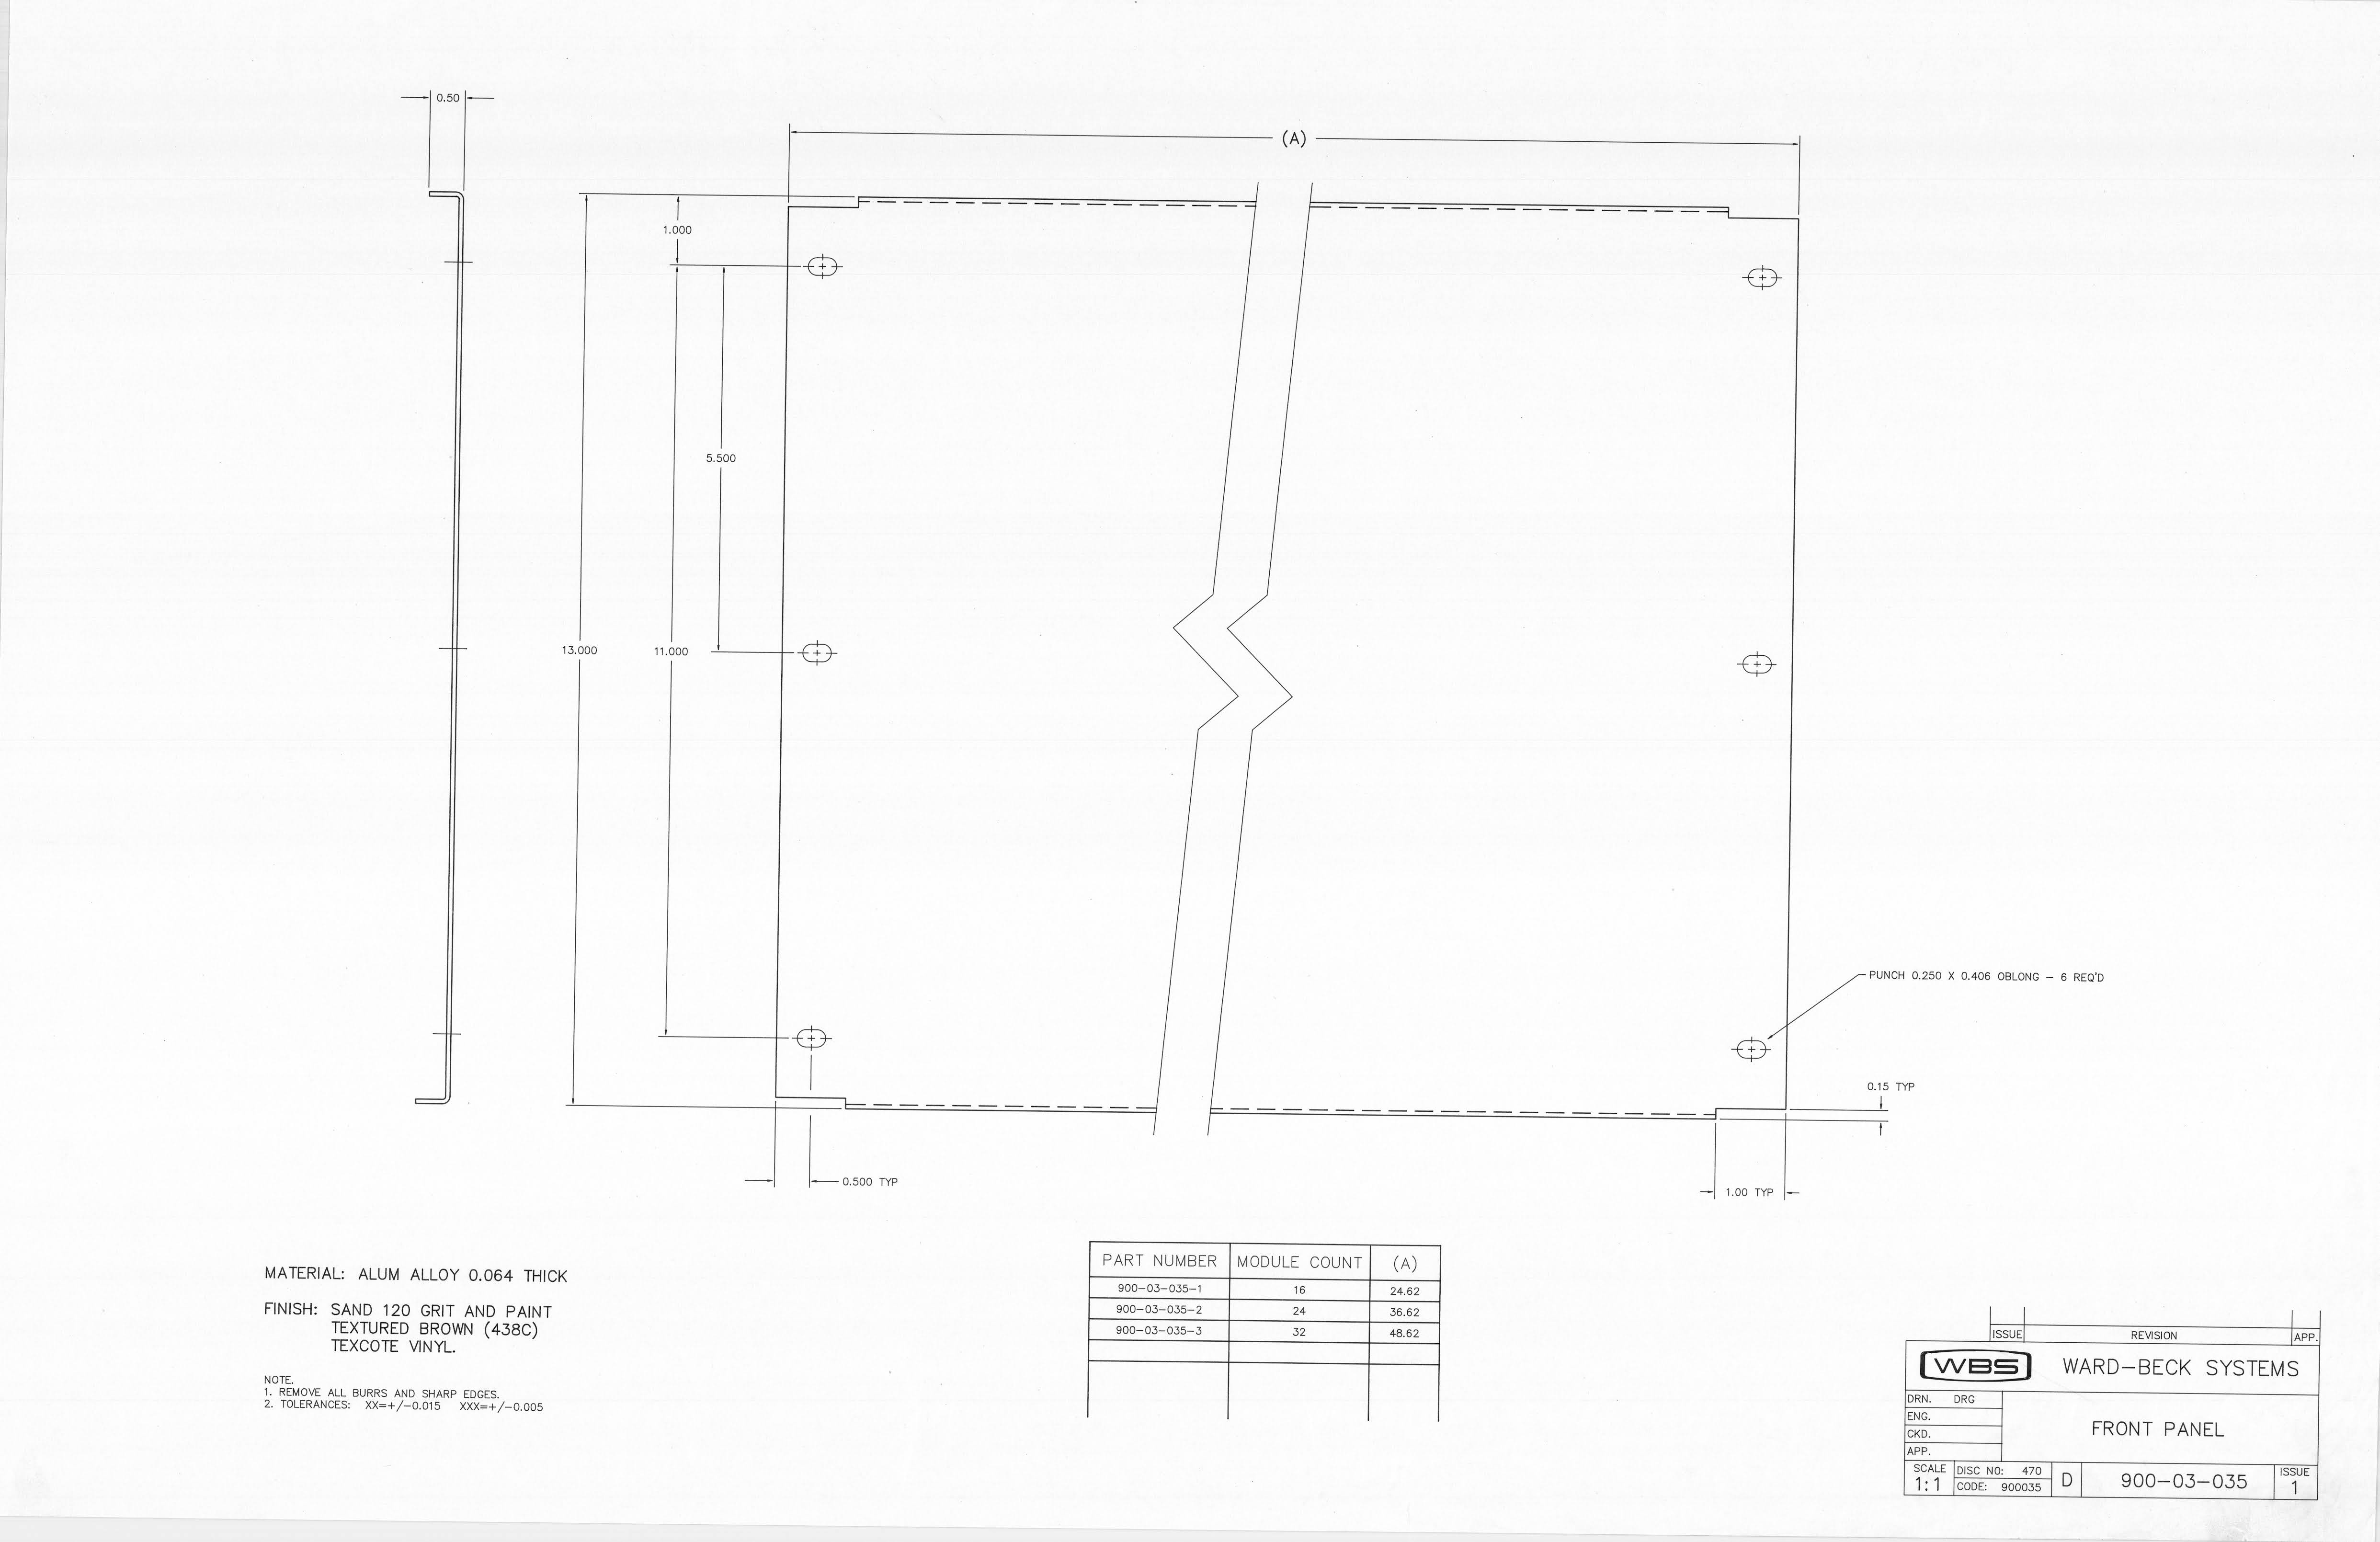 0.50
(A)
1.000
5.500
13.000
11.000
PUNCH 0.250 X 0.406 OBLONG - 6 REQ'D
0.15 TYP
0.500 TYP
1.00 TYP
MATERIAL: ALUM ALLOY 0.064 THICK
FINISH: SAND 120 GRIT AND PAINT
TEXTURED BROWN (438C)
TEXCOTE VINYL.
NOTE.
1. REMOVE ALL BURRS AND SHARP EDGES.
2. TOLERANCES: XX=+/-0.015 XXX=+/-0.005
PART NUMBER MODULE COUNT (A)
900-03-035-1 16 24.62
900-03-035-2 24 36.62
900-03-035-3 32 48.62
ISSUE REVISION APP.
WBS WARD-BECK SYSTEMS
DRN. DRG
ENG.
CKD.
APP.
FRONT PANEL
SCALE
1:1
DISC NO: 470
CODE: 900035
D
900-03-035
ISSUE
1